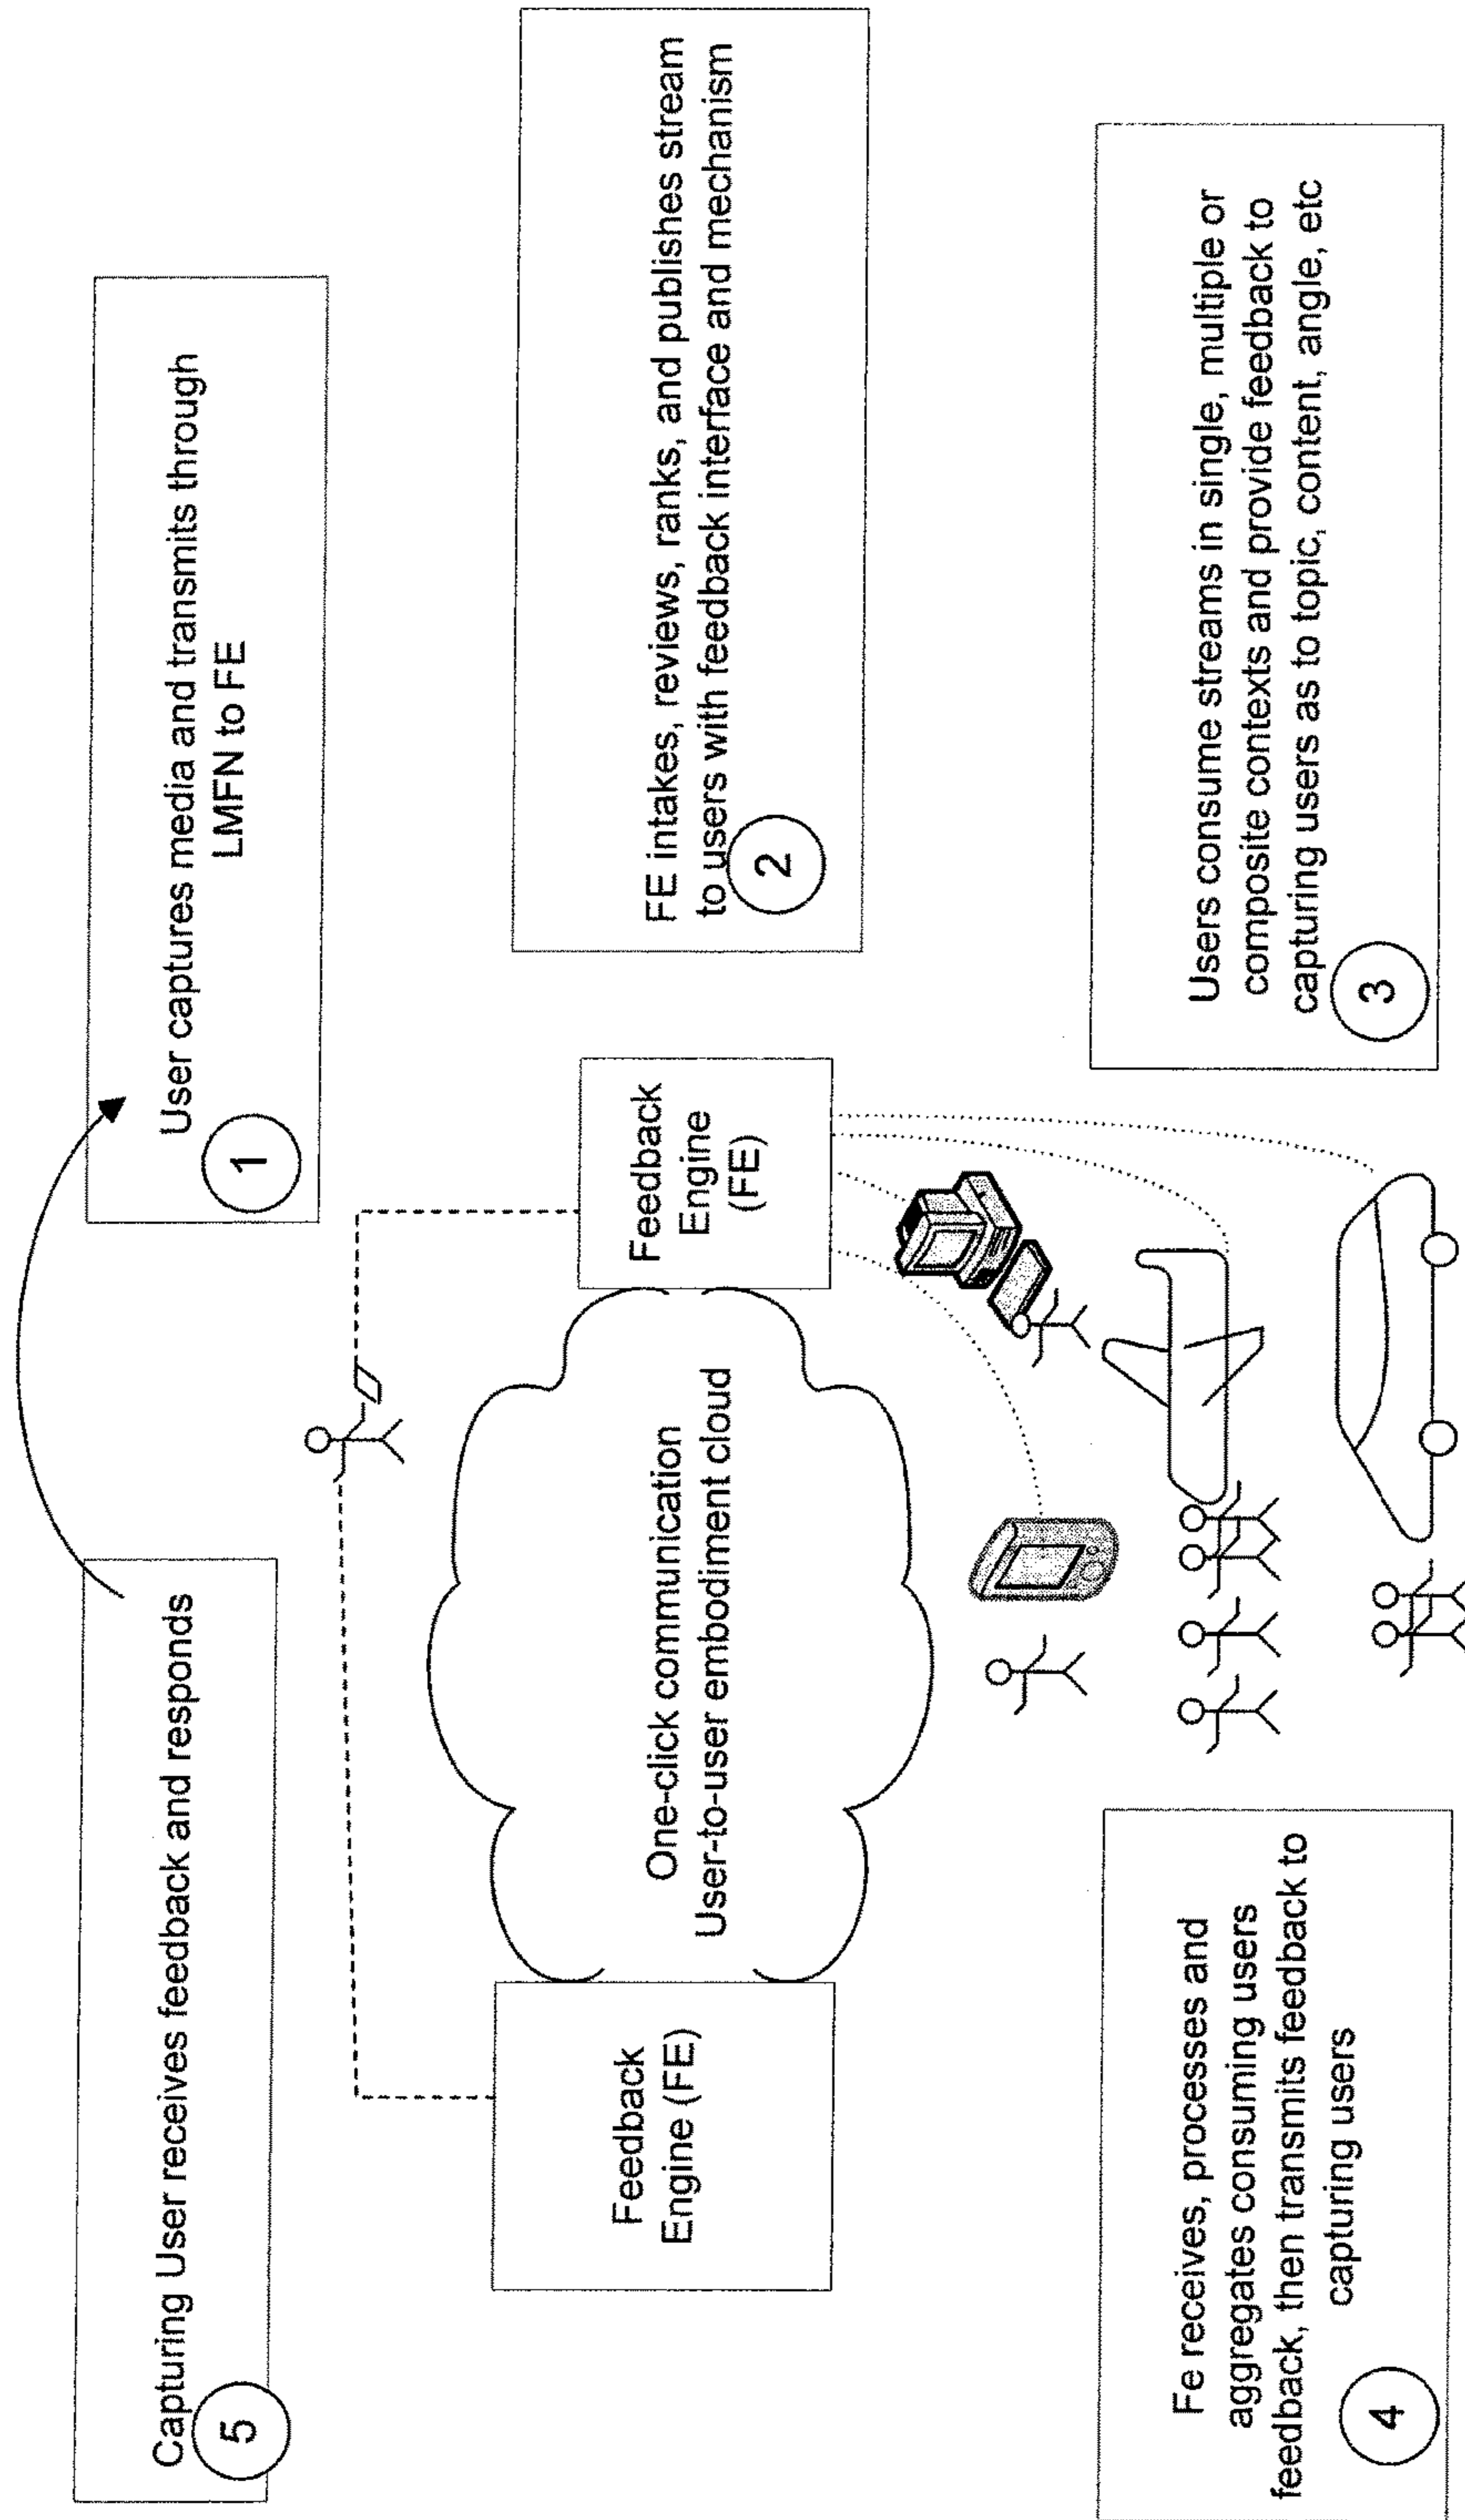 Capturing User receives feedback and responds
5
User captures media and transmits through
LMFN to FE
1
Feedback
Engine (FE)
One-click communication
User-to-user embodiment cloud
Feedback
Engine
(FE)
FE intakes, reviews, ranks, and publishes stream
to users with feedback interface and mechanism
2
Fe receives, processes and
aggregates consuming users
feedback, then transmits feedback to
capturing users
4
Users consume streams in single, multiple or
composite contexts and provide feedback to
capturing users as to topic, content, angle, etc
3